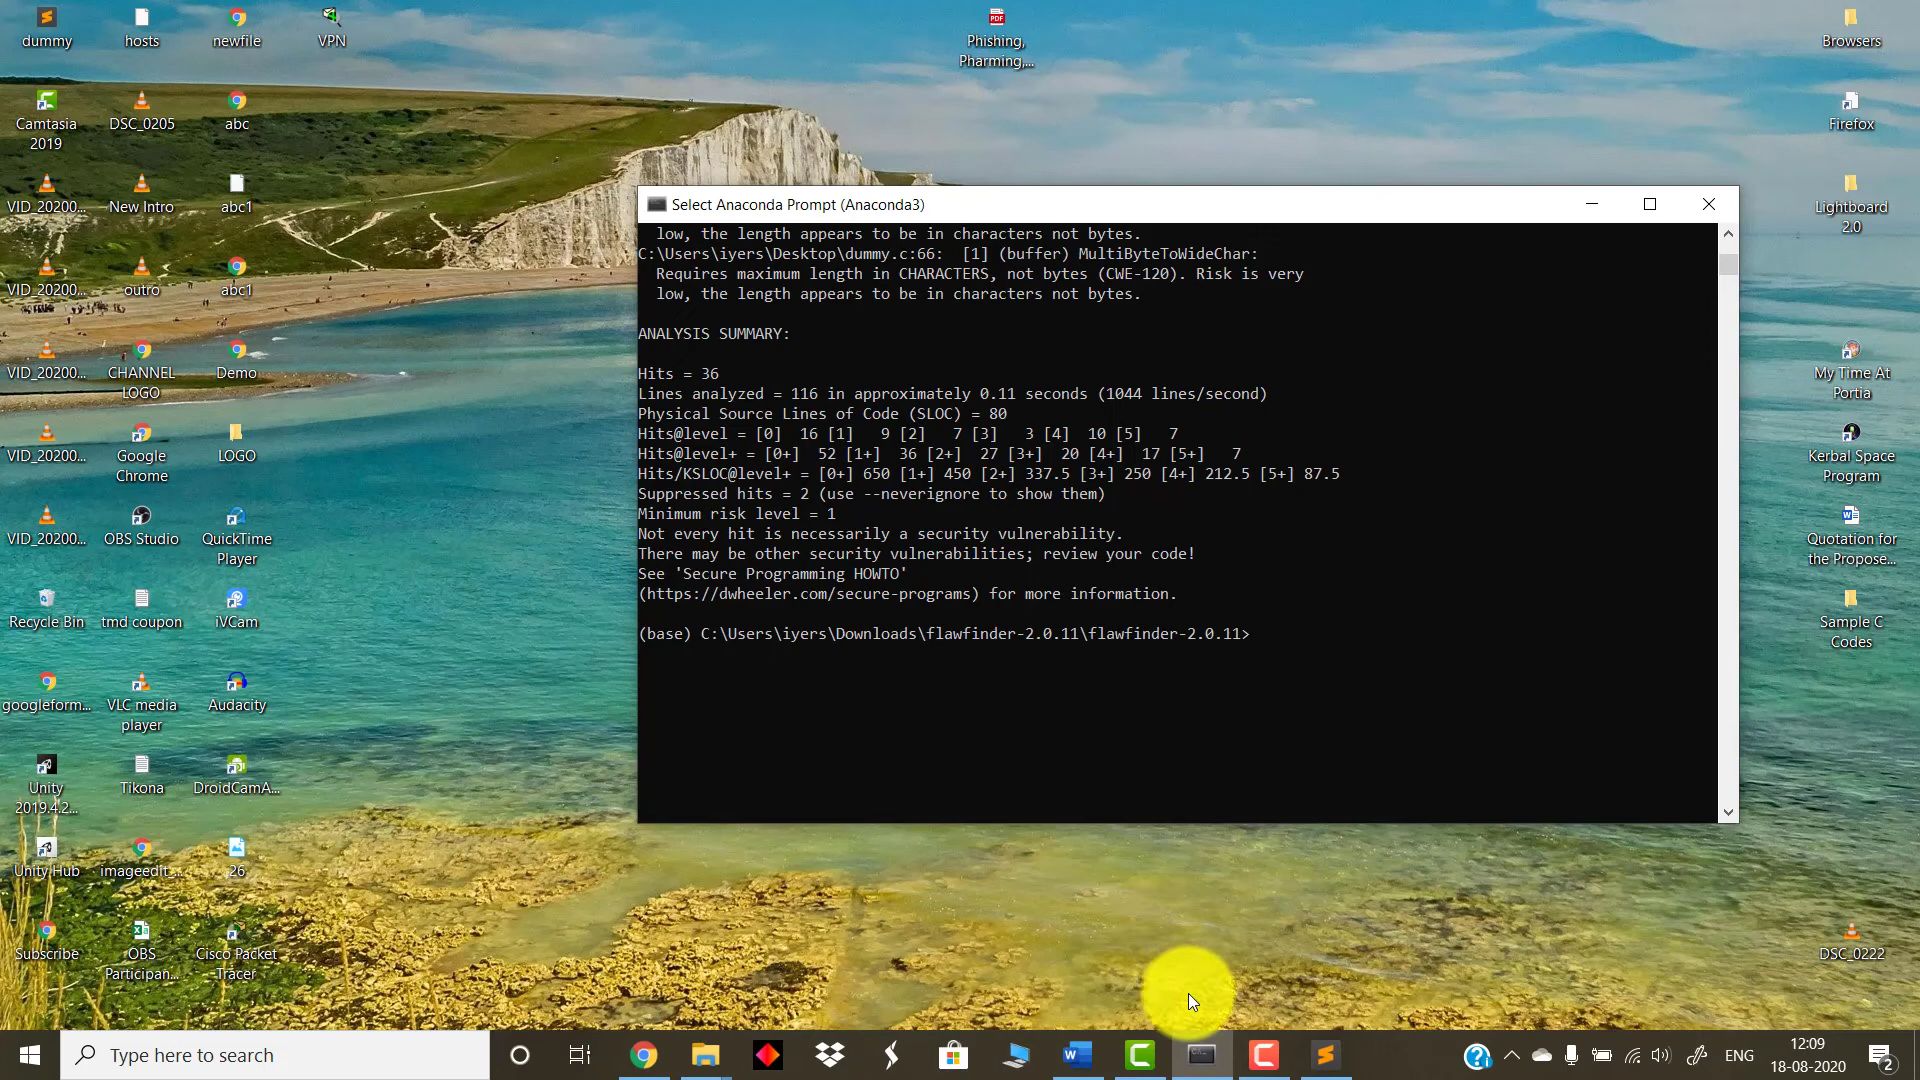 dummy
hosts
newfile
VPN
Phishing,
Pharming,...
Browsers
Camtasia
2019
DSC_0205
abc
Firefox
VID_20200...
New Intro
abc1
Lightboard
2.0
VID_20200...
outro
abc1
VID_20200...
CHANNEL
LOGO
Demo
My Time At
Portia
VID_20200...
Google
Chrome
LOGO
Kerbal Space
Program
VID_20200...
OBS Studio
QuickTime
Player
Quotation for
the Propose...
Recycle Bin
tmd coupon
iVCam
Sample C
Codes
googleform...
VLC media
player
Audacity
Unity
2019.4.2...
Tikona
DroidCamA...
Unity Hub
imageedit_...
26
Subscribe
OBS
Participan...
Cisco Packet
Tracer
DSC_0222
Select Anaconda Prompt (Anaconda3)
low, the length appears to be in characters not bytes.
C:\Users\iyers\Desktop\dummy.c:66:  [1] (buffer) MultiByteToWideChar:
Requires maximum length in CHARACTERS, not bytes (CWE-120). Risk is very
low, the length appears to be in characters not bytes.
ANALYSIS SUMMARY:
Hits = 36
Lines analyzed = 116 in approximately 0.11 seconds (1044 lines/second)
Physical Source Lines of Code (SLOC) = 80
Hits@level = [0]  16 [1]   9 [2]   7 [3]   3 [4]  10 [5]   7
Hits@level+ = [0+]  52 [1+]  36 [2+]  27 [3+]  20 [4+]  17 [5+]   7
Hits/KSLOC@level+ = [0+] 650 [1+] 450 [2+] 337.5 [3+] 250 [4+] 212.5 [5+] 87.5
Suppressed hits = 2 (use --neverignore to show them)
Minimum risk level = 1
Not every hit is necessarily a security vulnerability.
There may be other security vulnerabilities; review your code!
See 'Secure Programming HOWTO'
(https://dwheeler.com/secure-programs) for more information.
(base) C:\Users\iyers\Downloads\flawfinder-2.0.11\flawfinder-2.0.11>
Type here to search
ENG
12:09
18-08-2020
2